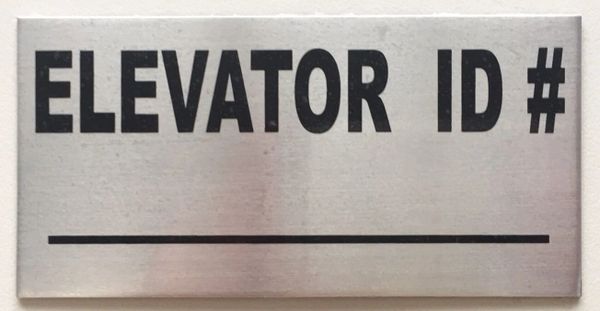 ELEVATOR ID #